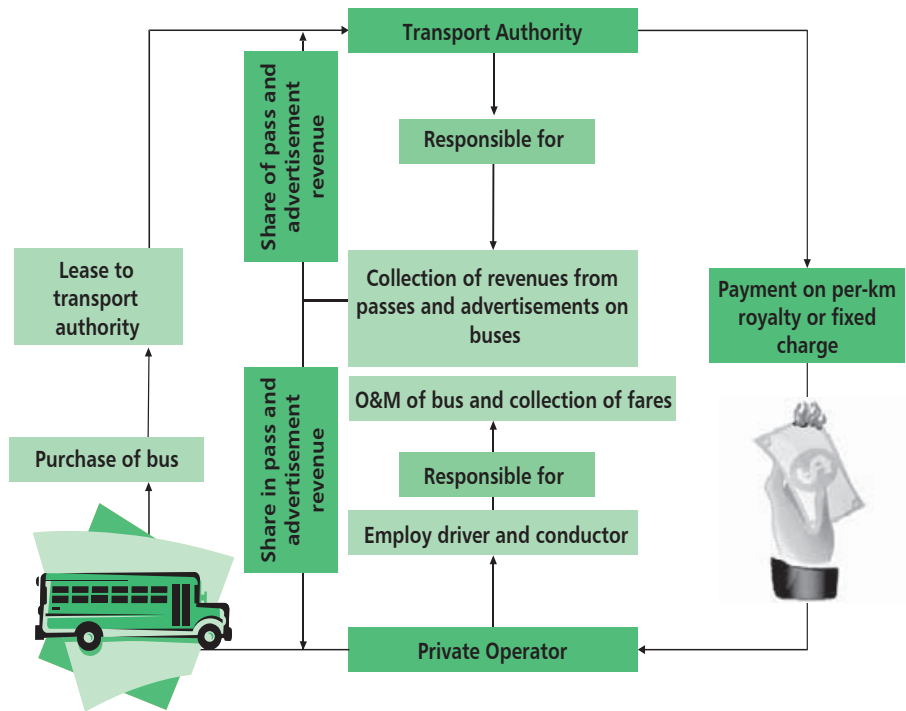 Transport Authority
Share of pass and
advertisement
revenue
Responsible for
Lease to
transport
authority
Collection of revenues from
passes and advertisements on
buses
Payment on per-km
royalty or fixed
charge
Share in pass and
advertisement
revenue
O&M of bus and collection of fares
Purchase of bus
Responsible for
Employ driver and conductor
Private Operator